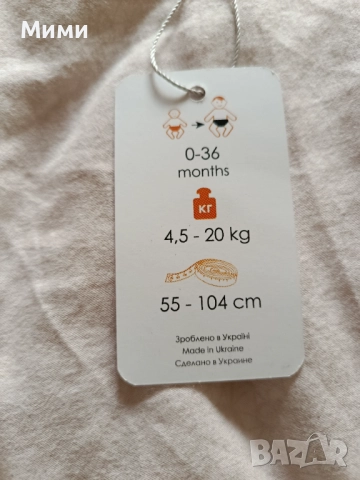 Мими
0-36
months
КГ
4,5 - 20 kg
55 - 104 cm
Зроблено в Україні
Made in Ukraine
Сделано в Украине
BAZAR